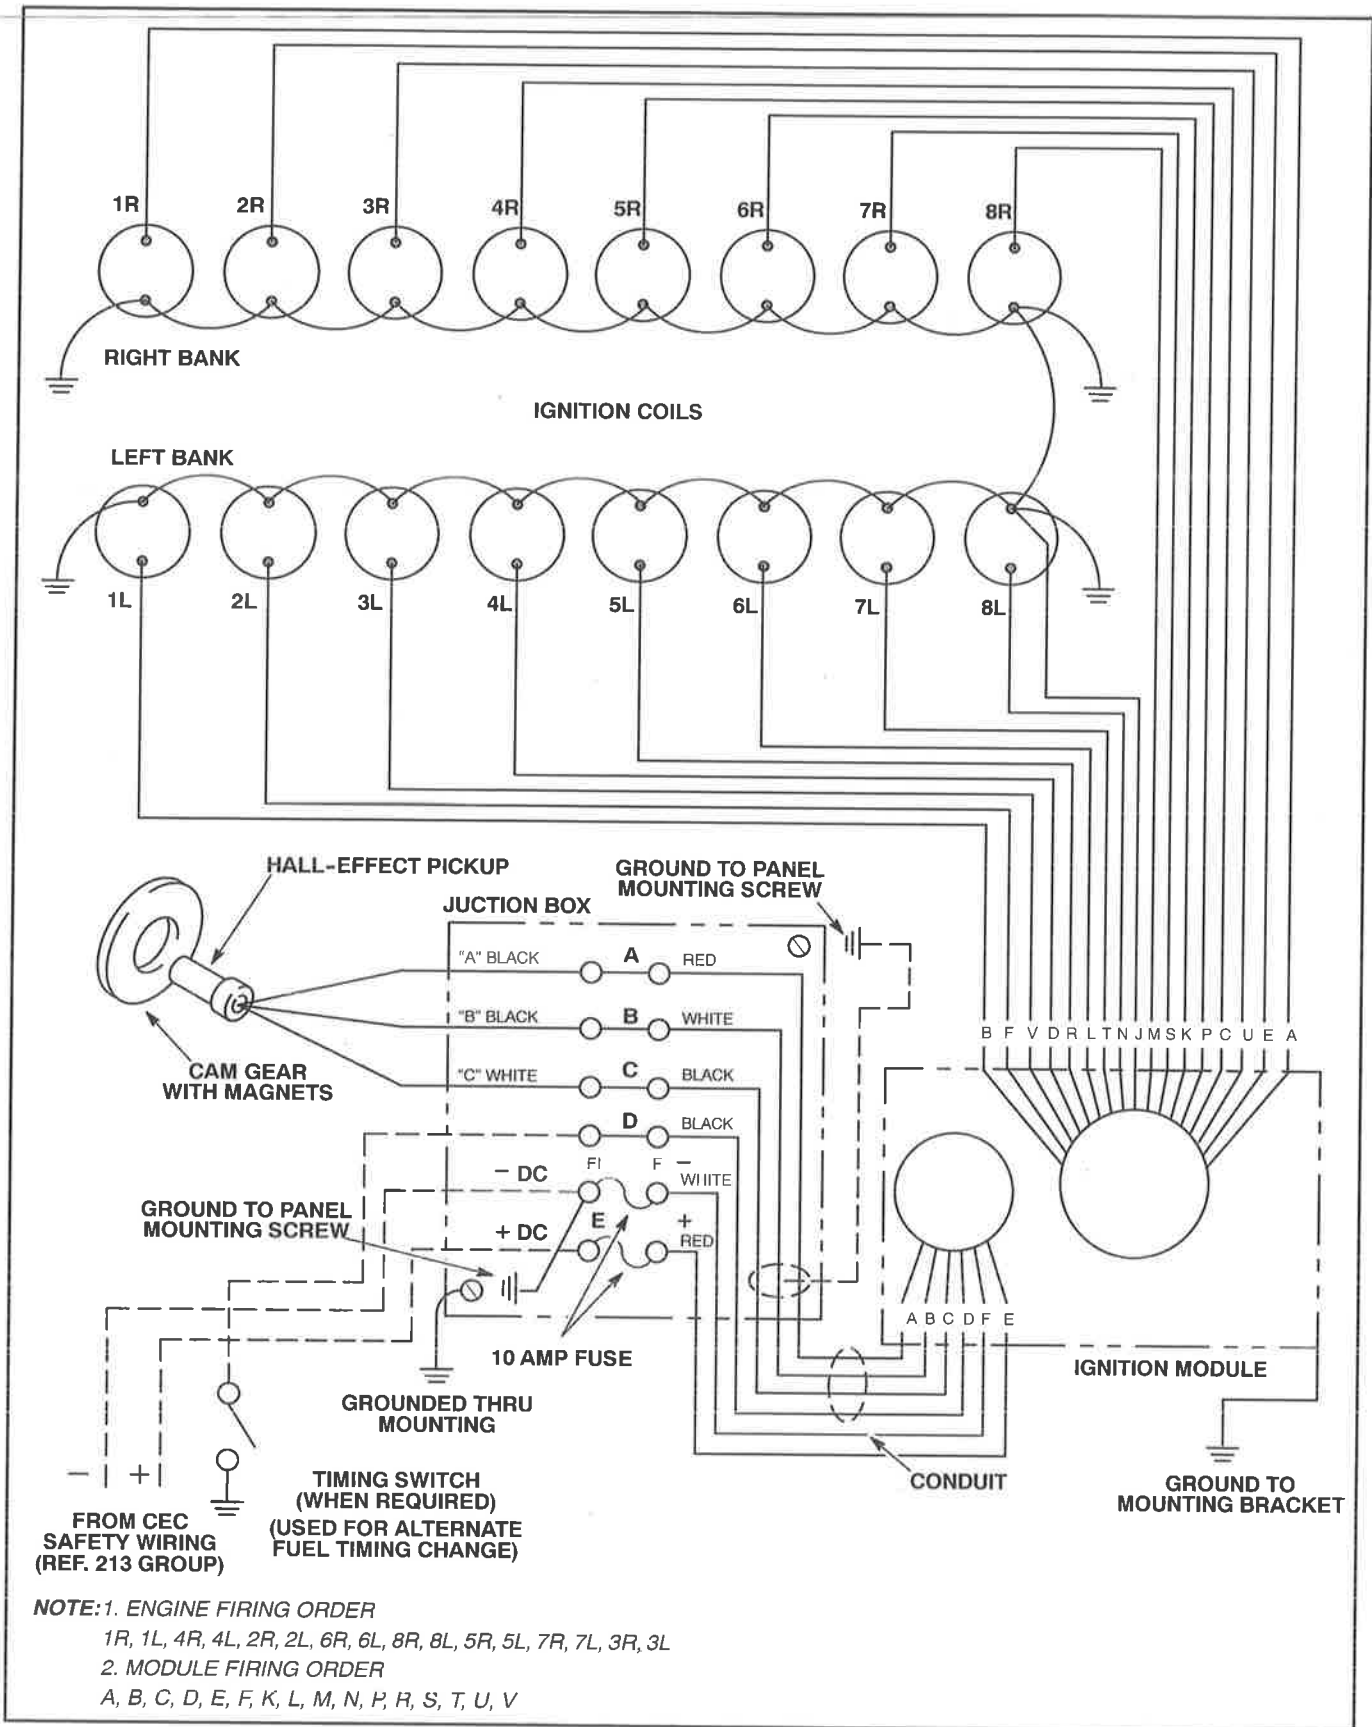 1R 2R 3R 4R 5R 6R 7R 8R
RIGHT BANK
IGNITION COILS
LEFT BANK
1L 2L 3L 4L 5L 6L 7L 8L
HALL-EFFECT PICKUP
GROUND TO PANEL
MOUNTING SCREW
JUCTION BOX
"A" BLACK A RED
"B" BLACK B WHITE
"C" WHITE C BLACK
D BLACK
CAM GEAR
WITH MAGNETS
B F V D R L T N J M S K P C U E A
FI F −
− DC WHITE
GROUND TO PANEL
MOUNTING SCREW
E +
+ DC RED
A B C D F E
10 AMP FUSE
IGNITION MODULE
GROUNDED THRU
MOUNTING
CONDUIT
GROUND TO
MOUNTING BRACKET
− +
FROM CEC
SAFETY WIRING
(REF. 213 GROUP)
TIMING SWITCH
(WHEN REQUIRED)
(USED FOR ALTERNATE
FUEL TIMING CHANGE)
NOTE: 1. ENGINE FIRING ORDER
1R, 1L, 4R, 4L, 2R, 2L, 6R, 6L, 8R, 8L, 5R, 5L, 7R, 7L, 3R, 3L
2. MODULE FIRING ORDER
A, B, C, D, E, F, K, L, M, N, P, R, S, T, U, V